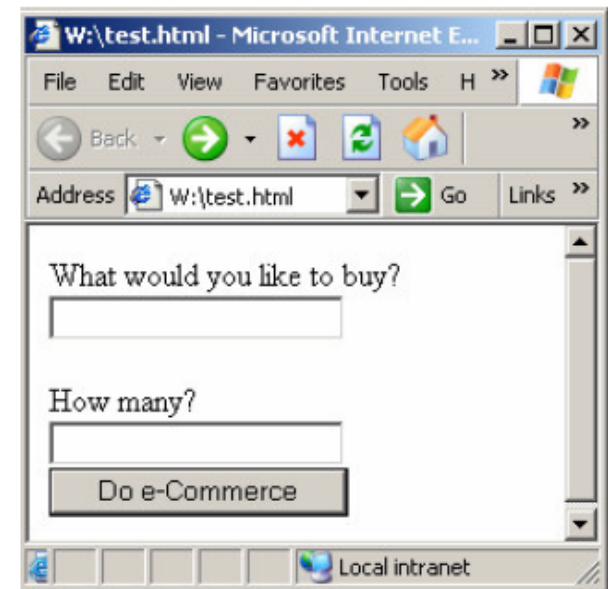 W:\test.html - Microsoft Internet E...
File Edit View Favorites Tools H »
Back »
Address W:\test.html Go Links »
What would you like to buy?
How many?
Do e-Commerce
Local intranet